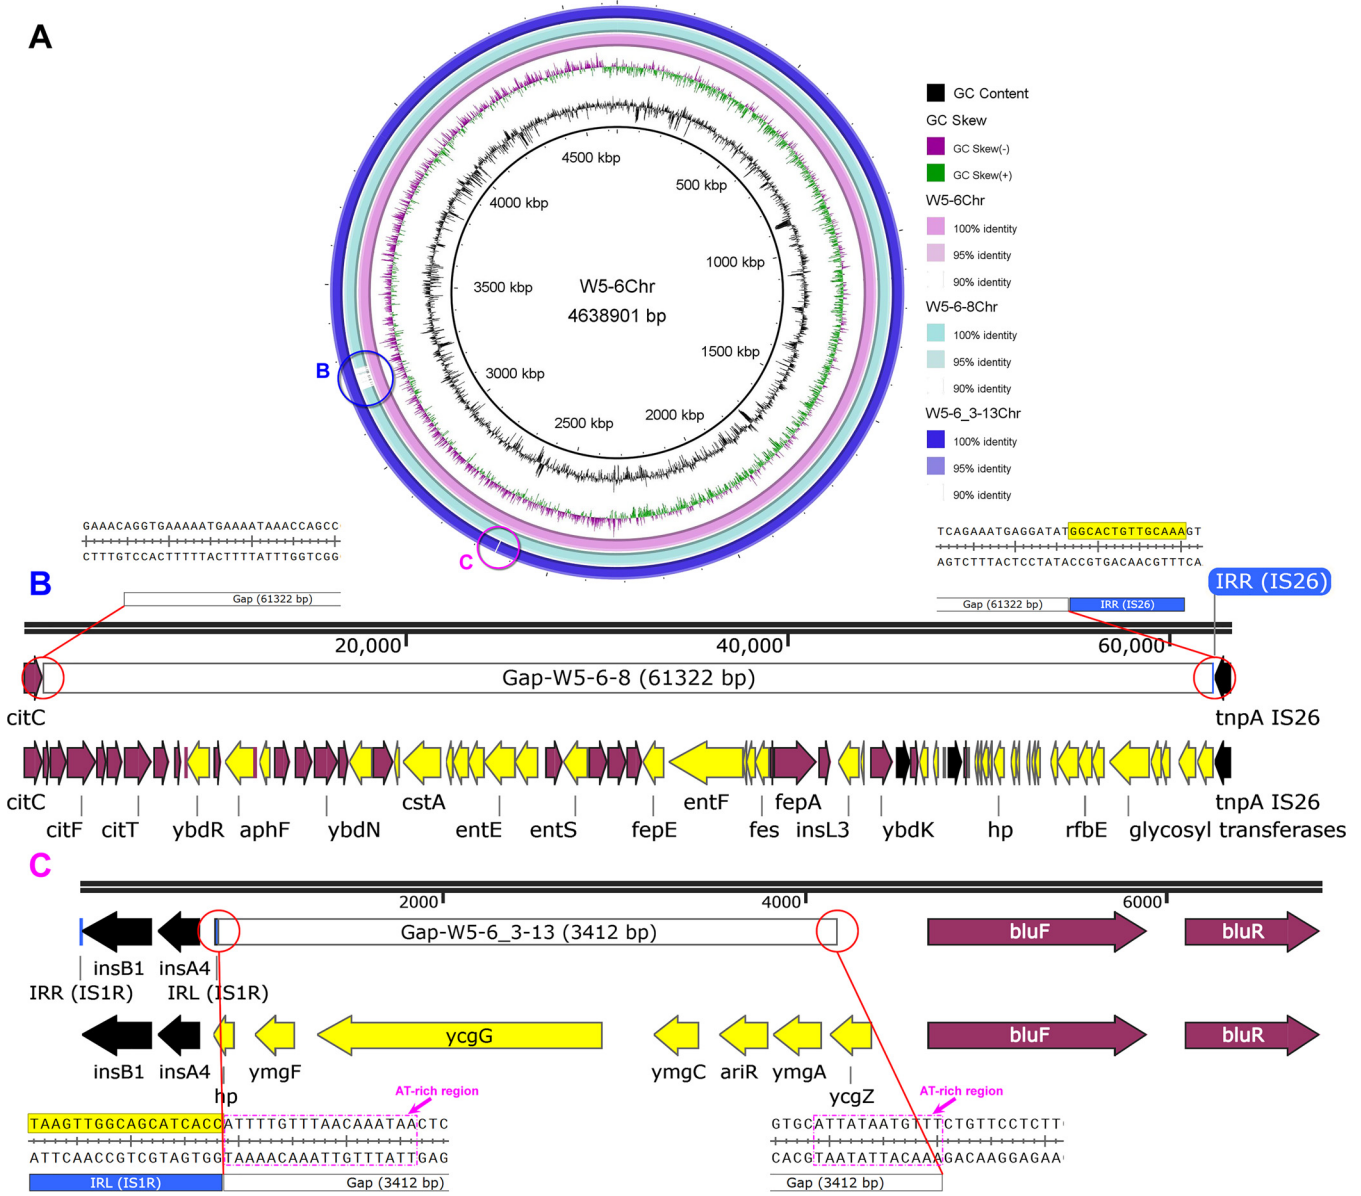 A
4500 kbp
500 kbp
4000 kbp
1000 kbp
3500 kbp
W5-6Chr
4638901 bp
1500 kbp
3000 kbp
2000 kbp
2500 kbp
B
C
GC Content
GC Skew
GC Skew(-)
GC Skew(+)
W5-6Chr
100% identity
95% identity
90% identity
W5-6-8Chr
100% identity
95% identity
90% identity
W5-6_3-13Chr
100% identity
95% identity
90% identity
GAAACAGGTGAAAAATGAAAATAAACCAGCC
CTTTGTCCACTTTTTACTTTTATTTGGTCGG
Gap (61322 bp)
TCAGAAATGAGGATATGGCACTGTTGCAAAGT
AGTCTTTACTCCTATACCGTGACAACGTTTCA
Gap (61322 bp) IRR (IS26)
IRR (IS26)
B
20,000 40,000 60,000
Gap-W5-6-8 (61322 bp)
citC tnpA IS26
citC cstA entF fepA tnpA IS26
citF citT ybdR aphF ybdN entE entS fepE fes insL3 ybdK hp rfbE glycosyl transferases
C
2000 4000 6000
Gap-W5-6_3-13 (3412 bp) bluF bluR
insB1 insA4
IRR (IS1R) IRL (IS1R)
ycgG bluF bluR
insB1 insA4 ymgF ymgC ariR ymgA
hp ycgZ
AT-rich region AT-rich region
TAAGTTGGCAGCATCACCATTTTGTTTAACAAATAACTC
ATTCAACCGTCGTAGTGGTAAAACAAATTGTTTATTGAG
IRL (IS1R) Gap (3412 bp)
GTGCATTATAATGTTTCTGTTCCTCTT
CACGTAATATTACAAAGACAAGGAGAA
Gap (3412 bp)